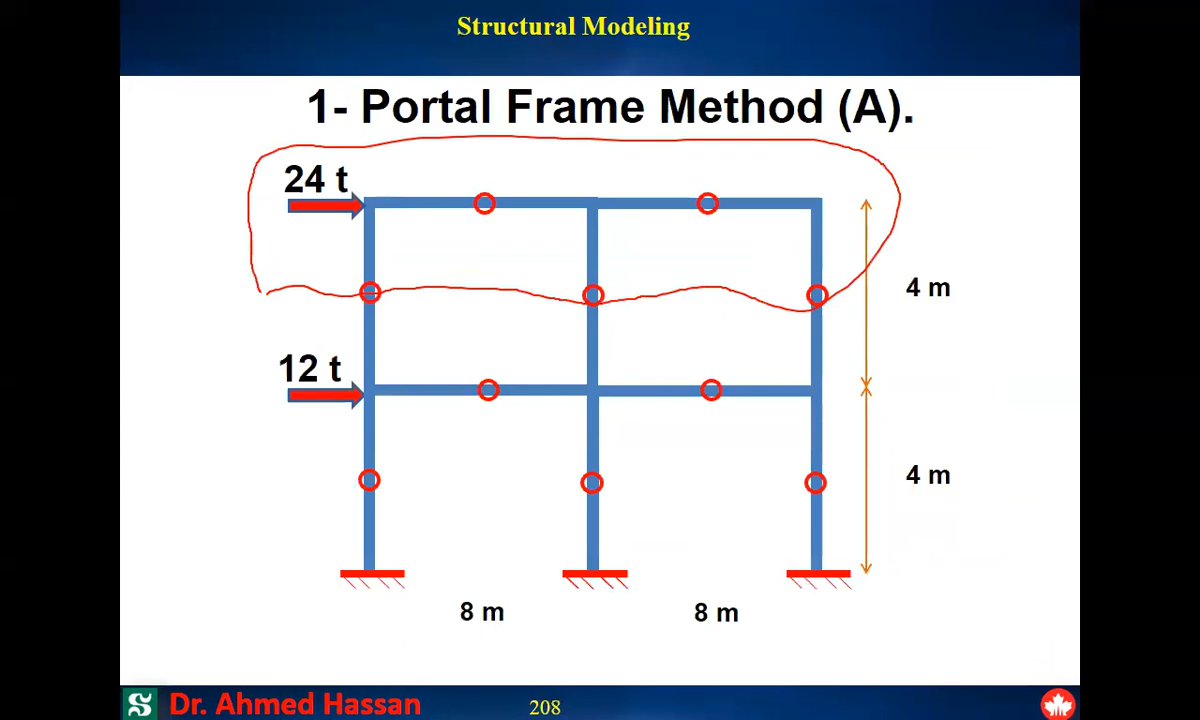 Structural Modeling
1- Portal Frame Method (A).
24 t
4 m
12 t
4 m
8 m
8 m
Dr. Ahmed Hassan
208